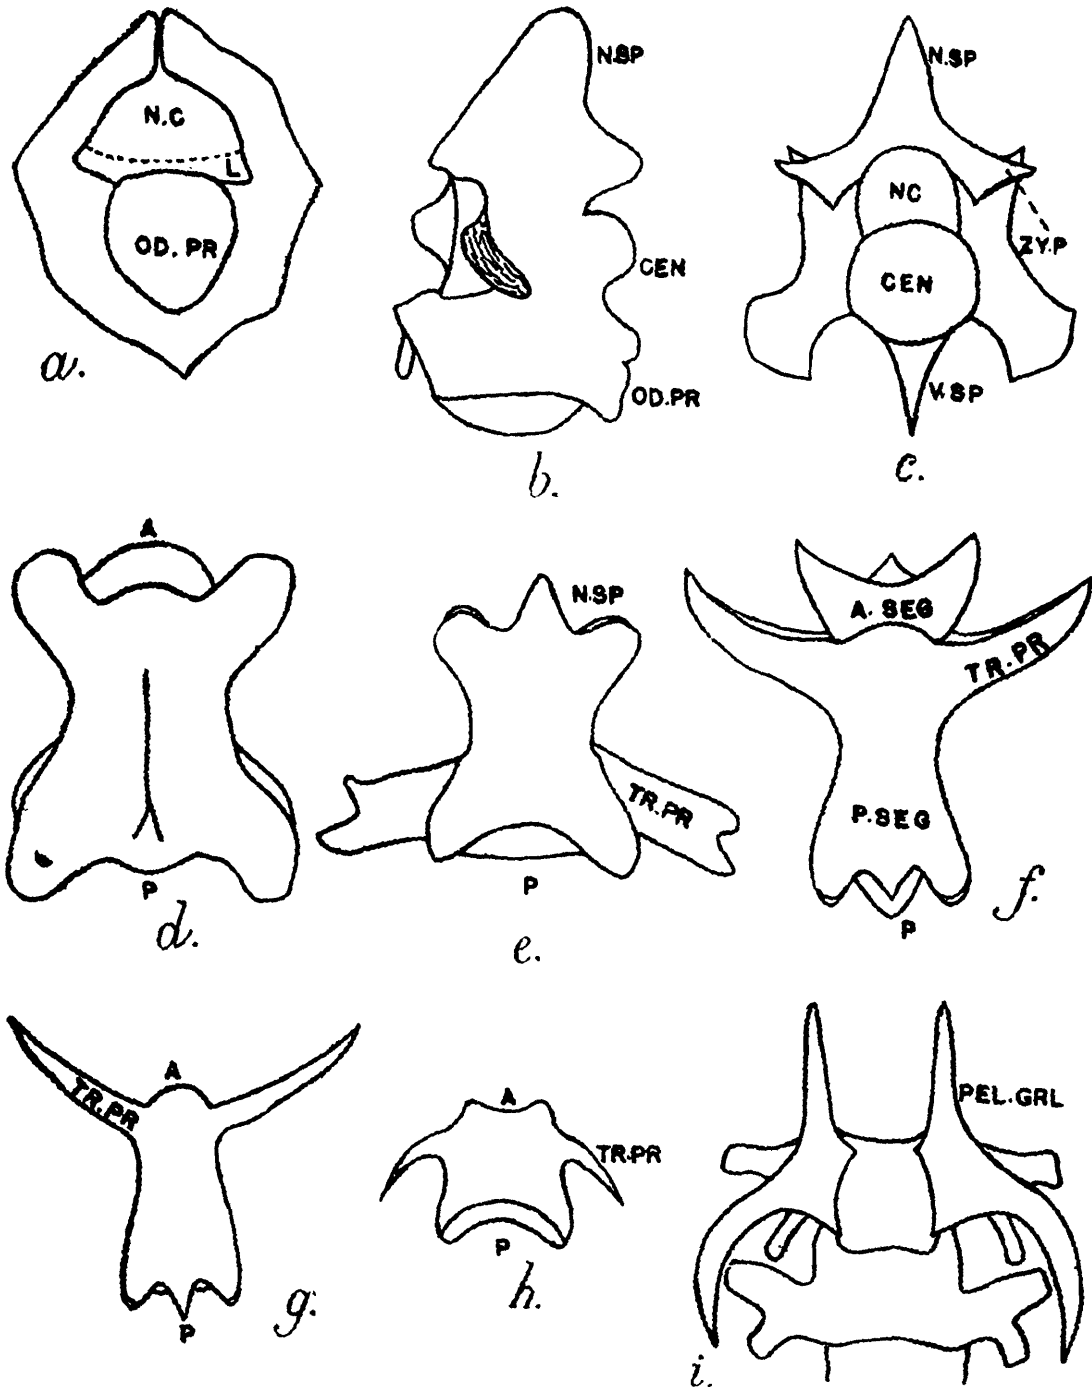 N.C
L
OD. PR
a.
N.SP
CEN
OD.PR
b.
N.SP
NC
ZY.P
CEN
V.SP
c.
A
P
d.
N.SP
TR.PR
P
e.
A. SEG
TR.PR
P.SEG
P
f.
A
TR.PR
P
g.
A
TR.PR
P
h.
PEL.GRL
i.